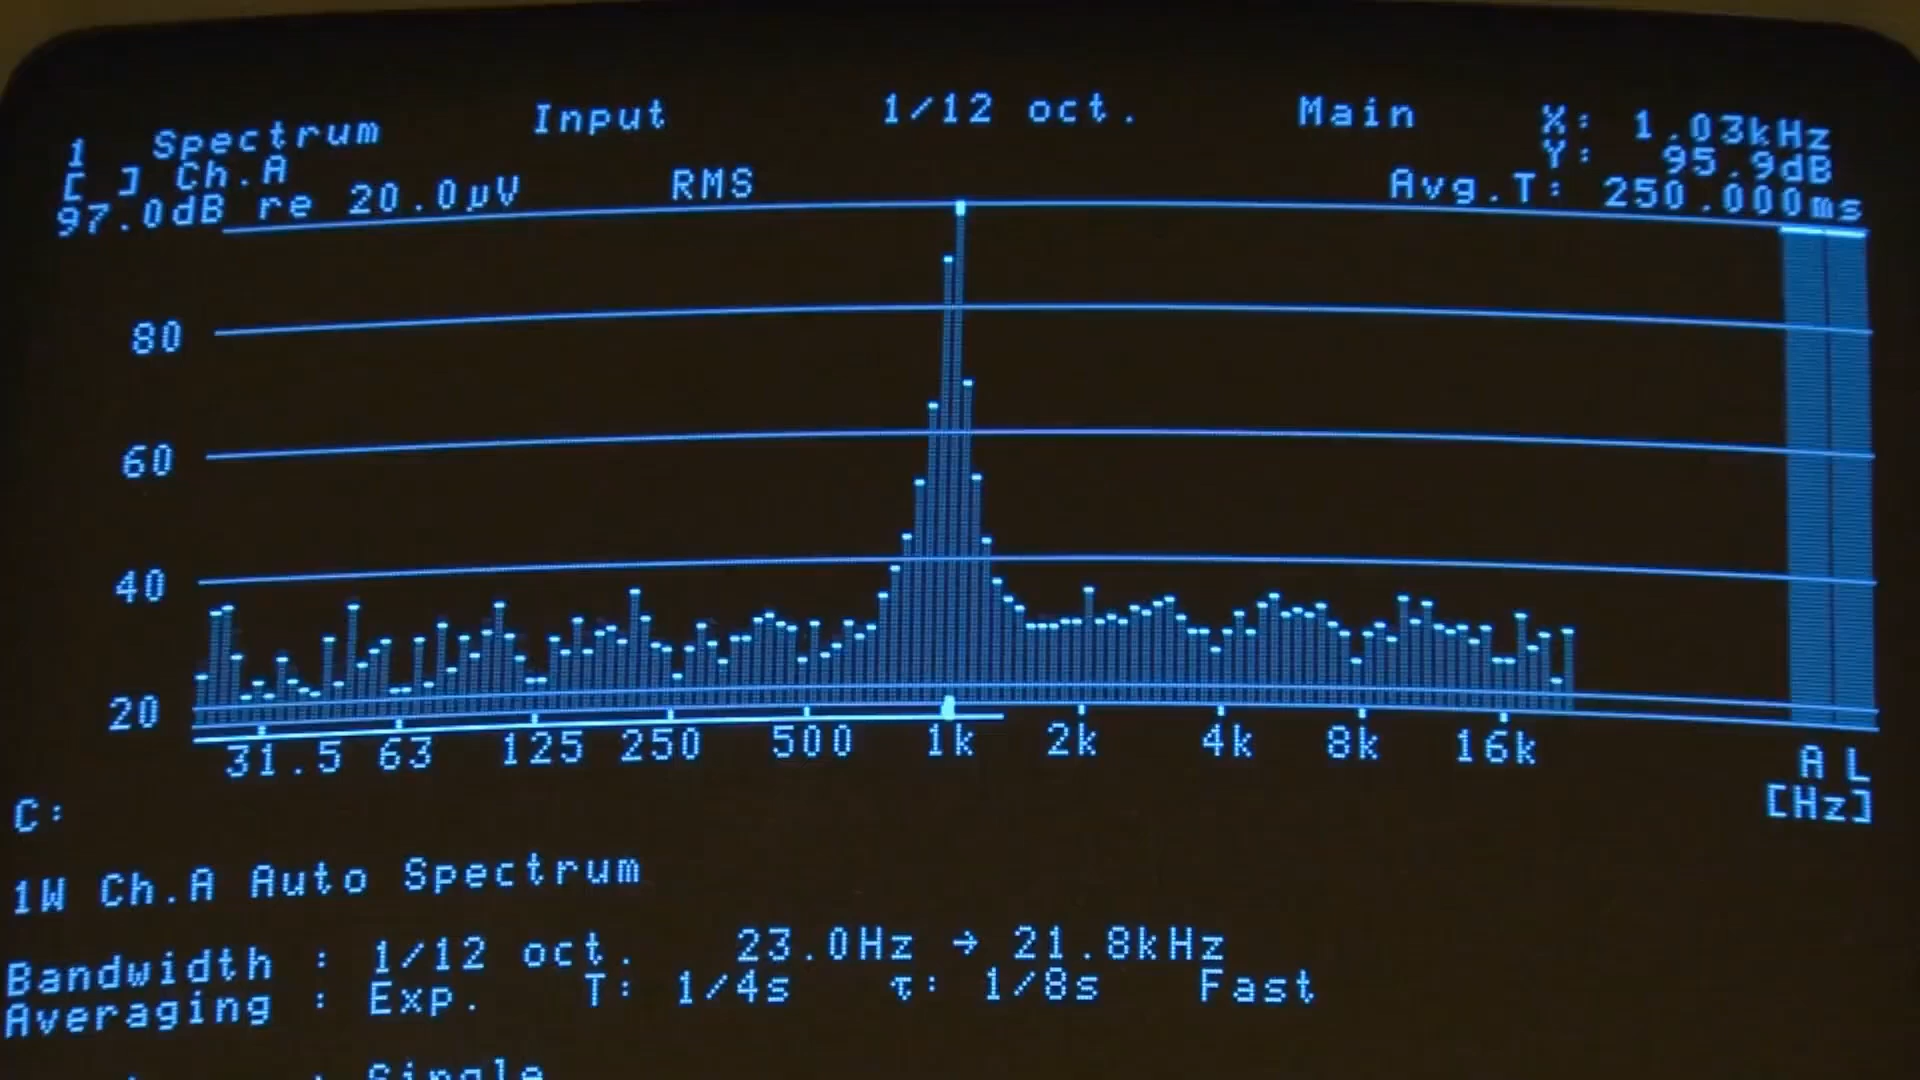 1 Spectrum Input 1/12 oct. Main X: 1.03kHz
[ ] Ch.A Y: 95.9dB
97.0dB re 20.0µV RMS Avg.T: 250.000ms
80
60
40
20
31.5 63 125 250 500 1k 2k 4k 8k 16k A L
[Hz]
C:
1W Ch.A Auto Spectrum
Bandwidth : 1/12 oct. 23.0Hz → 21.8kHz
Averaging : Exp. T: 1/4s τ: 1/8s Fast
: Single